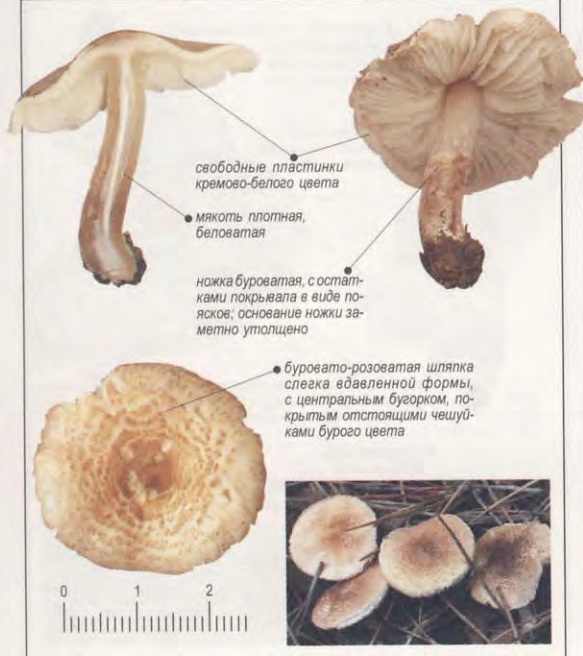 свободные пластинки
кремово-белого цвета
мякоть плотная,
беловатая
ножка буроватая, с остат-
ками покрывала в виде по-
ясков; основание ножки за-
метно утолщено
буровато-розоватая шляпка
слегка вдавленной формы,
с центральным бугорком, по-
крытым отстоящими чешуй-
ками бурого цвета
0 1 2